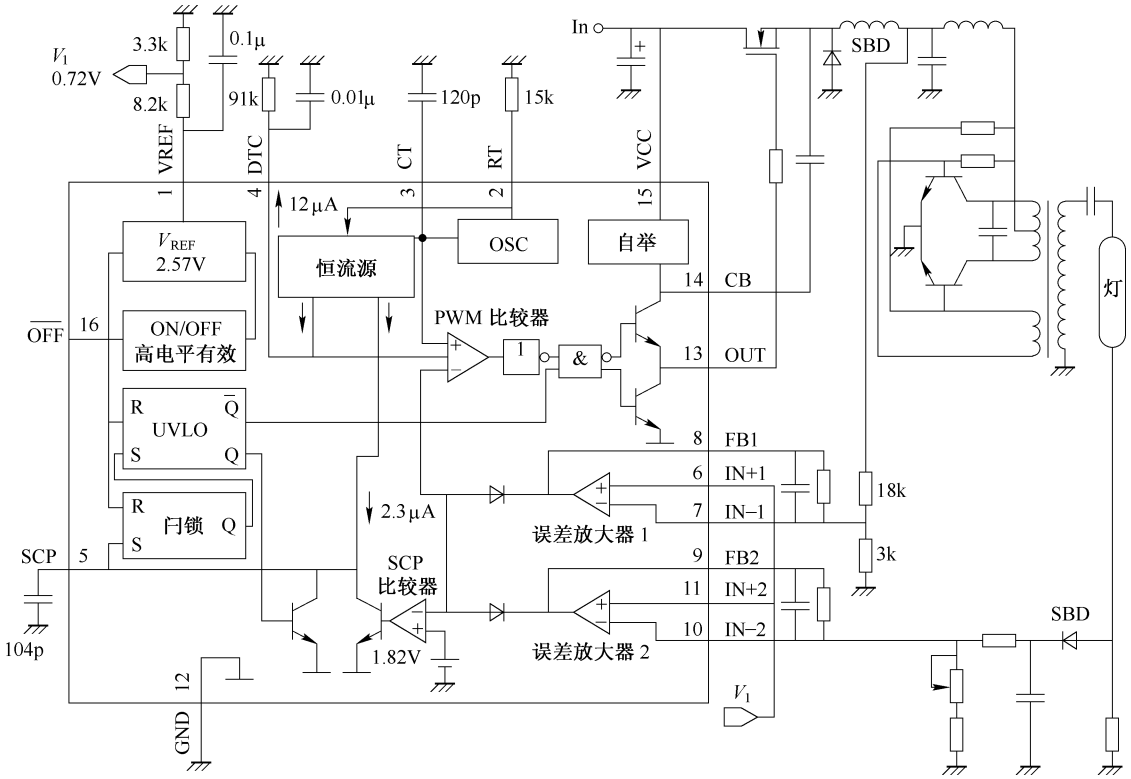 3.3k
0.1μ
V1
0.72V
8.2k
91k
0.01μ
120p
15k
In
+
SBD
VREF
DTC
CT
RT
VCC
1
4
3
2
15
12μA
VREF
2.57V
恒流源
OSC
自举
14 CB
灯
OFF
16
ON/OFF
高电平有效
PWM 比较器
+
−
1
&
13 OUT
R
Q
UVLO
S
Q
8 FB1
6 IN+1
+
−
7 IN−1
18k
误差放大器 1
R
闩锁
Q
S
2.3μA
SCP 5
SCP
比较器
−
+
1.82V
9 FB2
3k
11 IN+2
+
−
10 IN−2
误差放大器 2
SBD
104p
12
GND
V1